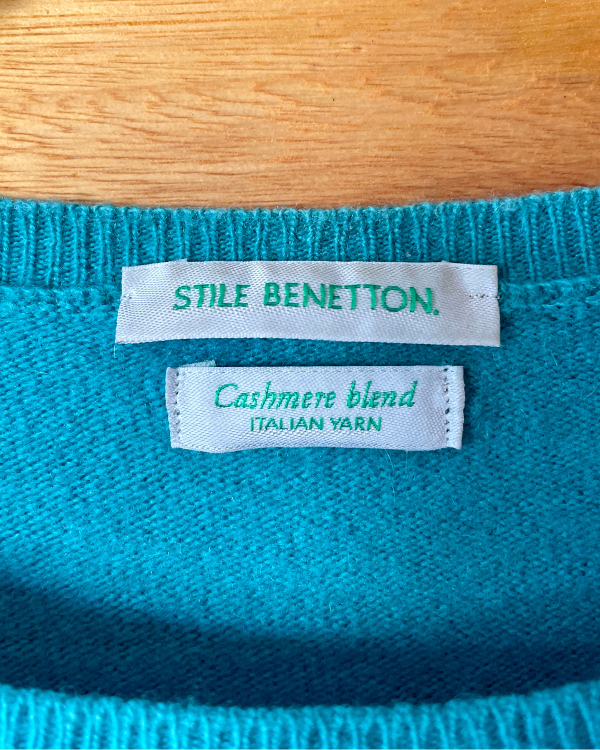 STILE BENETTON.
Cashmere blend
ITALIAN YARN